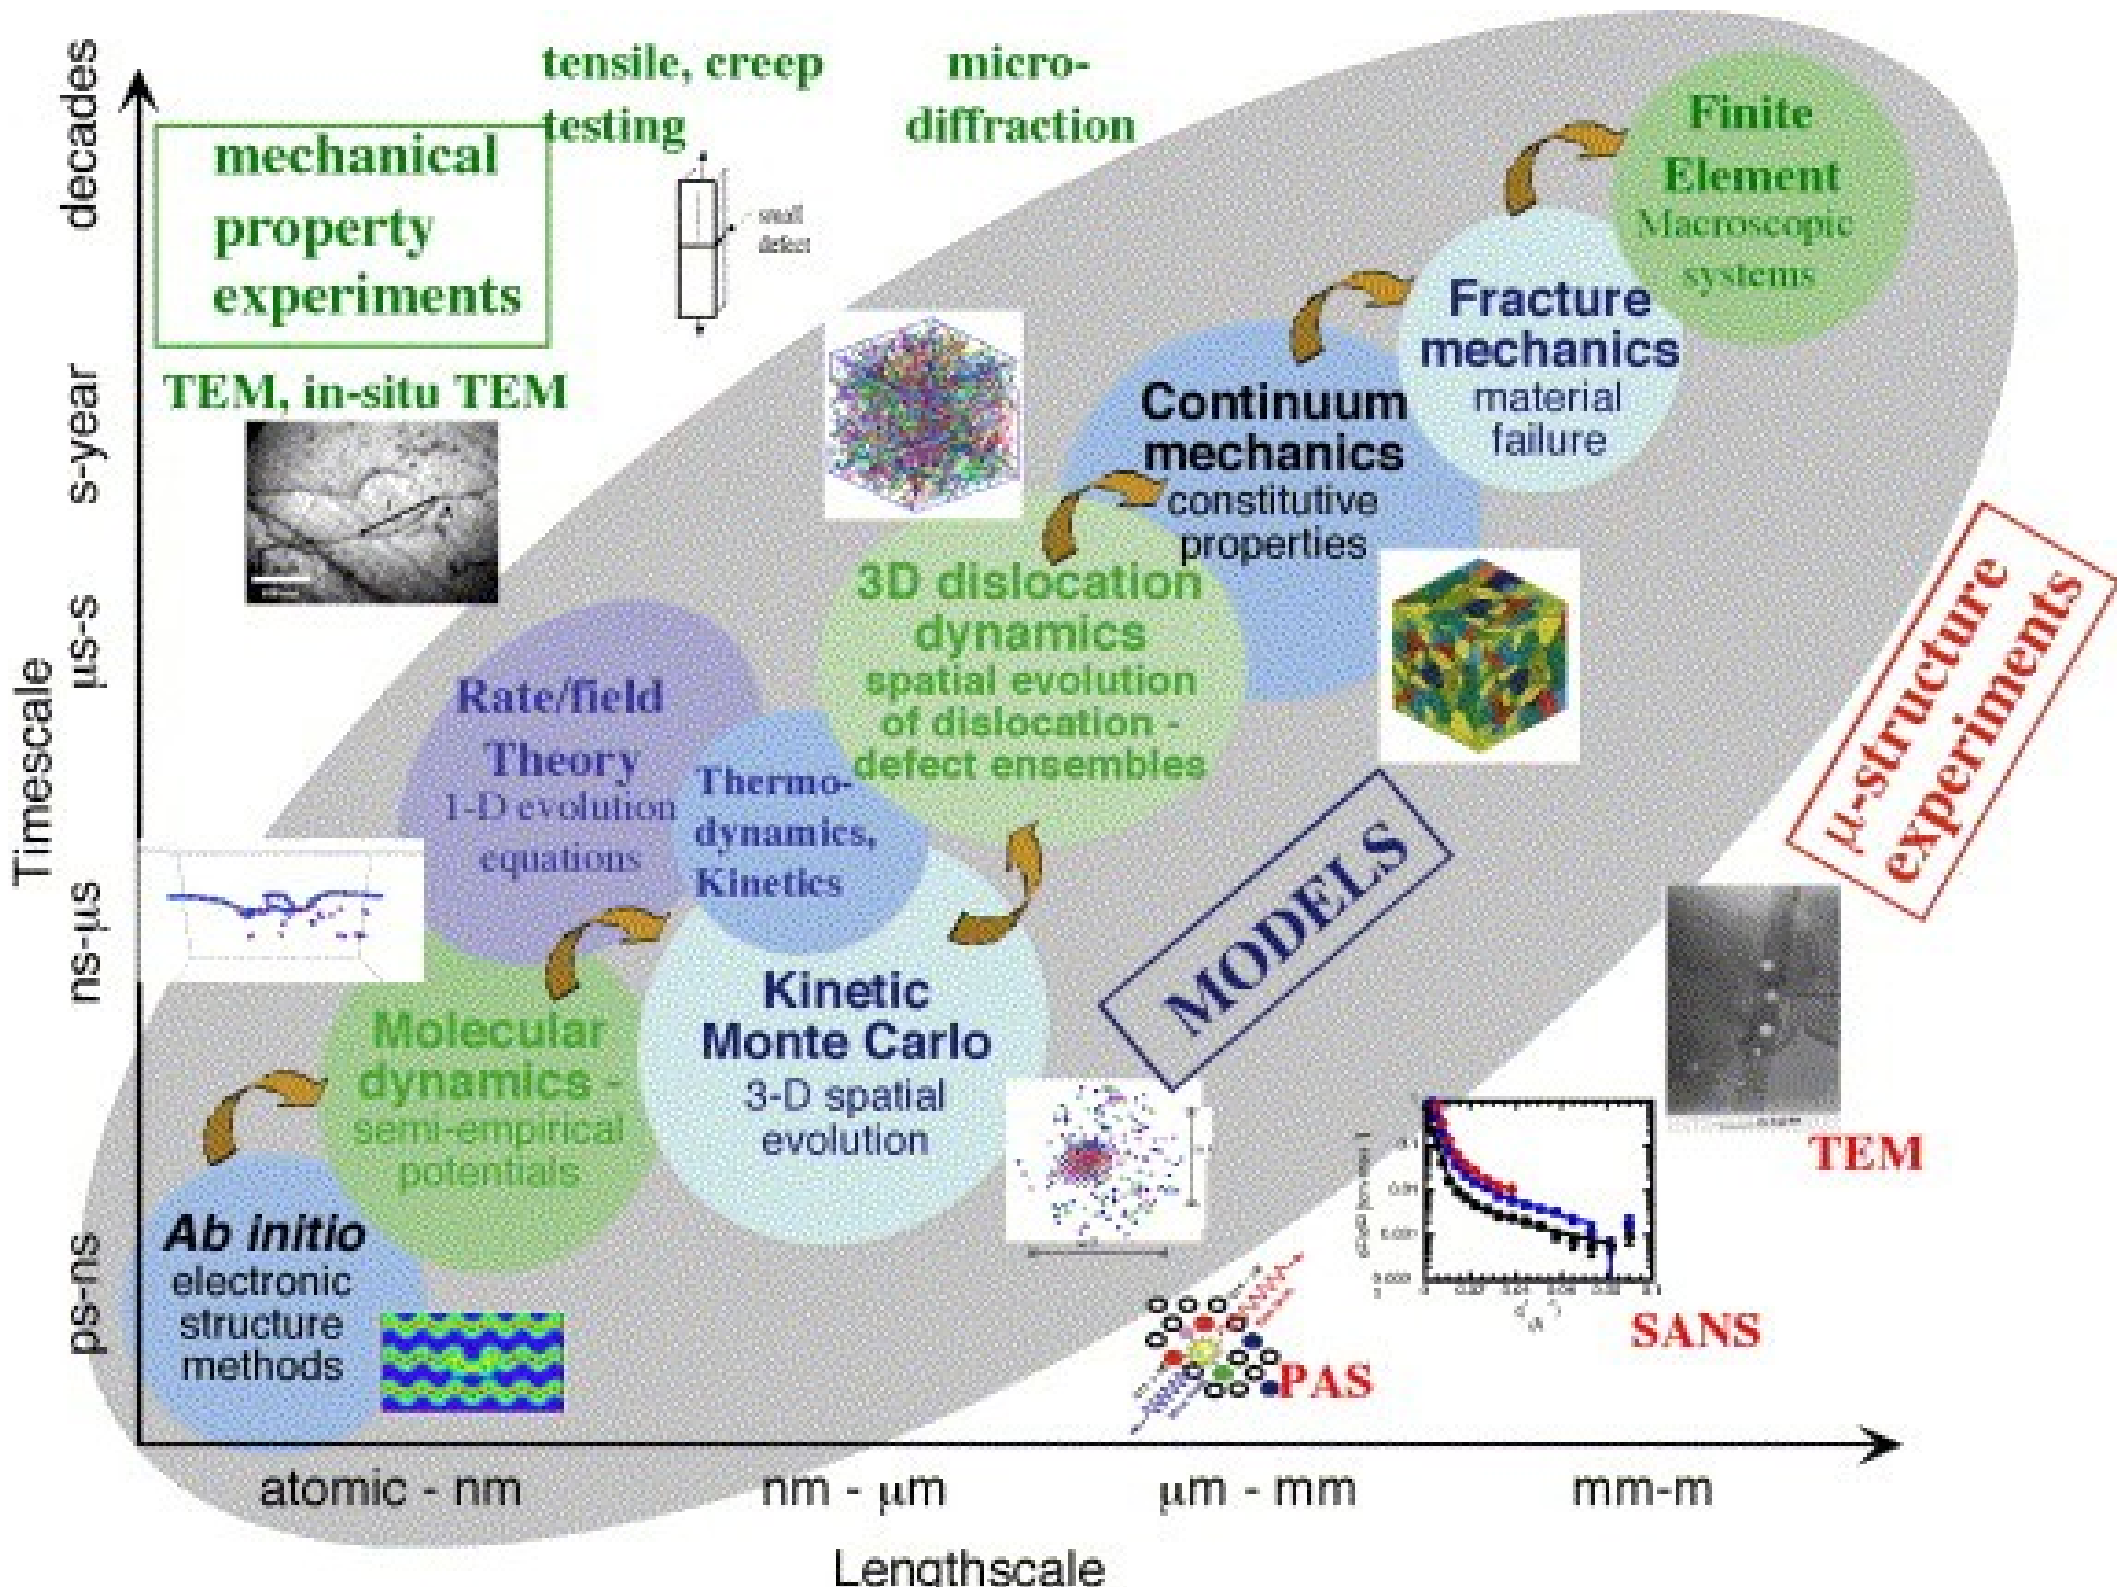 tensile, creep
testing
micro-
diffraction
mechanical
property
experiments
small
defect
TEM, in-situ TEM
Finite
Element
Macroscopic
systems
Fracture
mechanics
material
failure
Continuum
mechanics
constitutive
properties
3D dislocation
dynamics
spatial evolution
of dislocation -
defect ensembles
Rate/field
Theory
1-D evolution
equations
Thermo-
dynamics,
Kinetics
Kinetic
Monte Carlo
3-D spatial
evolution
Molecular
dynamics -
semi-empirical
potentials
Ab initio
electronic
structure
methods
MODELS
μ-structure
experiments
TEM
SANS
PAS
Timescale
decades
s-year
μs-s
ns-μs
ps-ns
atomic - nm
nm - μm
μm - mm
mm-m
Lengthscale